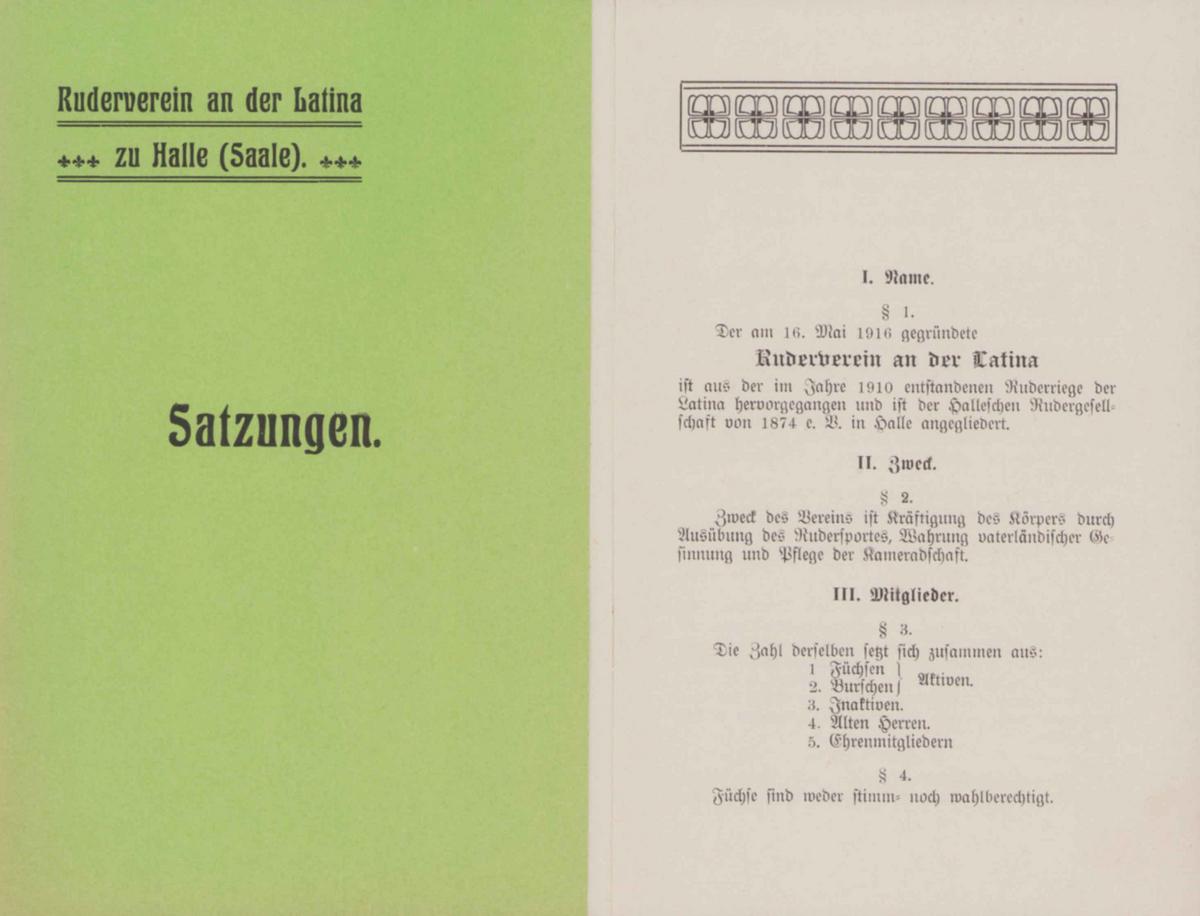 Ruderverein an der Latina
zu Halle (Saale).
Satzungen.
I. Name.
§ 1.
Der am 16. Mai 1916 gegründete
Ruderverein an der Latina
ist aus der im Jahre 1910 entstandenen Ruderriege der
Latina hervorgegangen und ist der Halleschen Rudergesell-
schaft von 1874 e. V. in Halle angegliedert.
II. Zweck.
§ 2.
Zweck des Vereins ist Kräftigung des Körpers durch
Ausübung des Rudersportes, Wahrung vaterländischer Ge-
sinnung und Pflege der Kameradschaft.
III. Mitglieder.
§ 3.
Die Zahl derselben setzt sich zusammen aus:
1 Füchsen
2. Burschen } Aktiven.
3. Inaktiven.
4. Alten Herren.
5. Ehrenmitgliedern
§ 4.
Füchse sind weder stimm- noch wahlberechtigt.